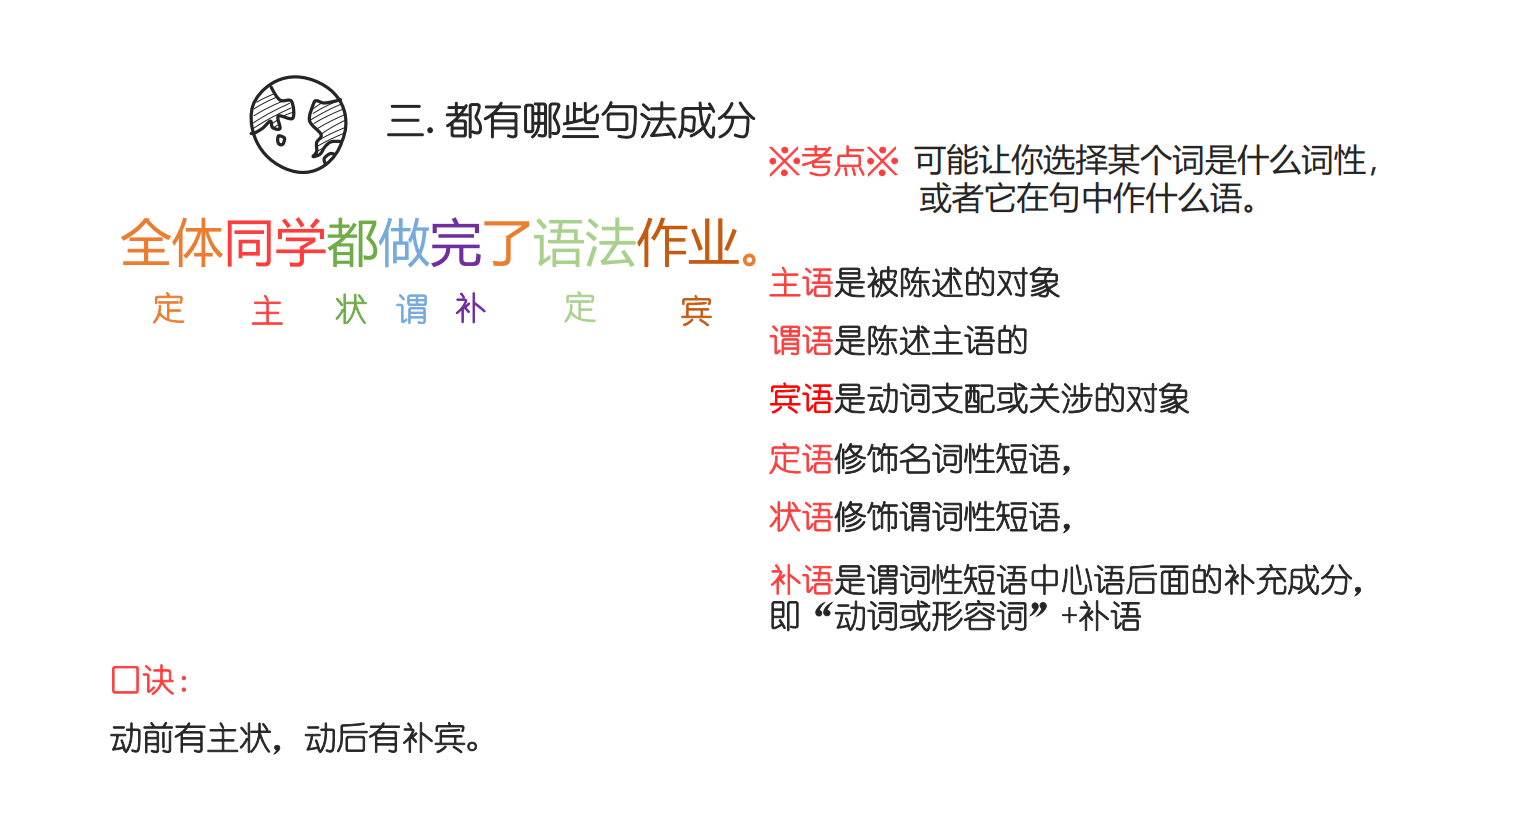 三.都有哪些句法成分
※考点※ 可能让你选择某个词是什么词性，
或者它在句中作什么语。
全体同学都做完了语法作业。
定 主 状 谓 补 定 宾
主语是被陈述的对象
谓语是陈述主语的
宾语是动词支配或关涉的对象
定语修饰名词性短语，
状语修饰谓词性短语，
补语是谓词性短语中心语后面的补充成分，
即“动词或形容词”+补语
口诀：
动前有主状，动后有补宾。